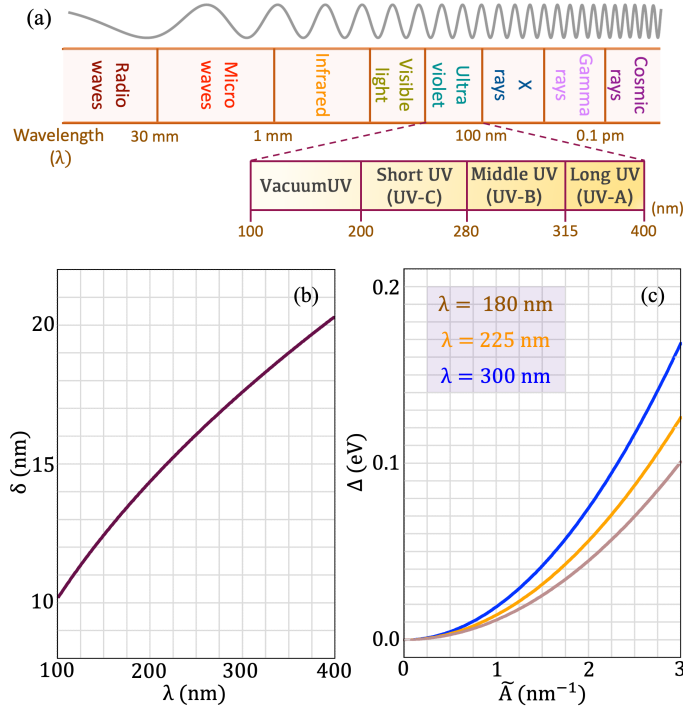 (a)
Radio waves
Micro waves
Infrared
Visible light
Ultra violet
X rays
Gamma rays
Cosmic rays
Wavelength (λ)
30 mm
1 mm
100 nm
0.1 pm
VacuumUV
Short UV (UV-C)
Middle UV (UV-B)
Long UV (UV-A)
100
200
280
315
400
(nm)
(b)
20
15
10
δ (nm)
100
200
300
400
λ (nm)
(c)
λ = 180 nm
λ = 225 nm
λ = 300 nm
0.2
0.1
0.0
Δ (eV)
0
1
2
3
Ã (nm⁻¹)